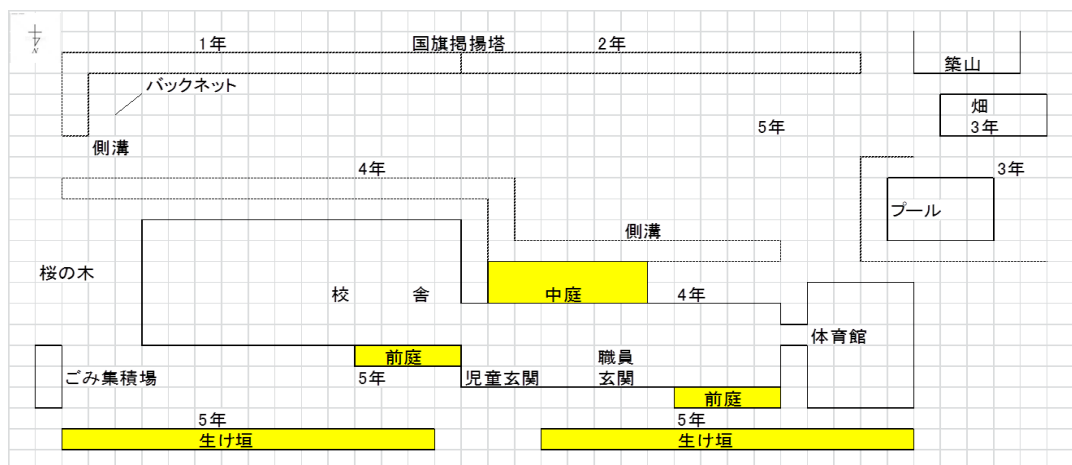 N
1年
国旗掲揚塔
2年
築山
バックネット
畑
5年
3年
側溝
4年
3年
プール
側溝
桜の木
校 舎
中庭
4年
体育館
前庭
職員
ごみ集積場
5年
児童玄関
玄関
前庭
5年
5年
生け垣
生け垣